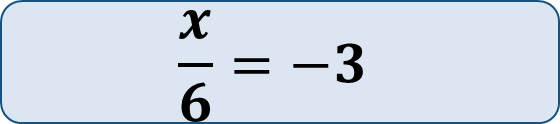 x/6 = −3